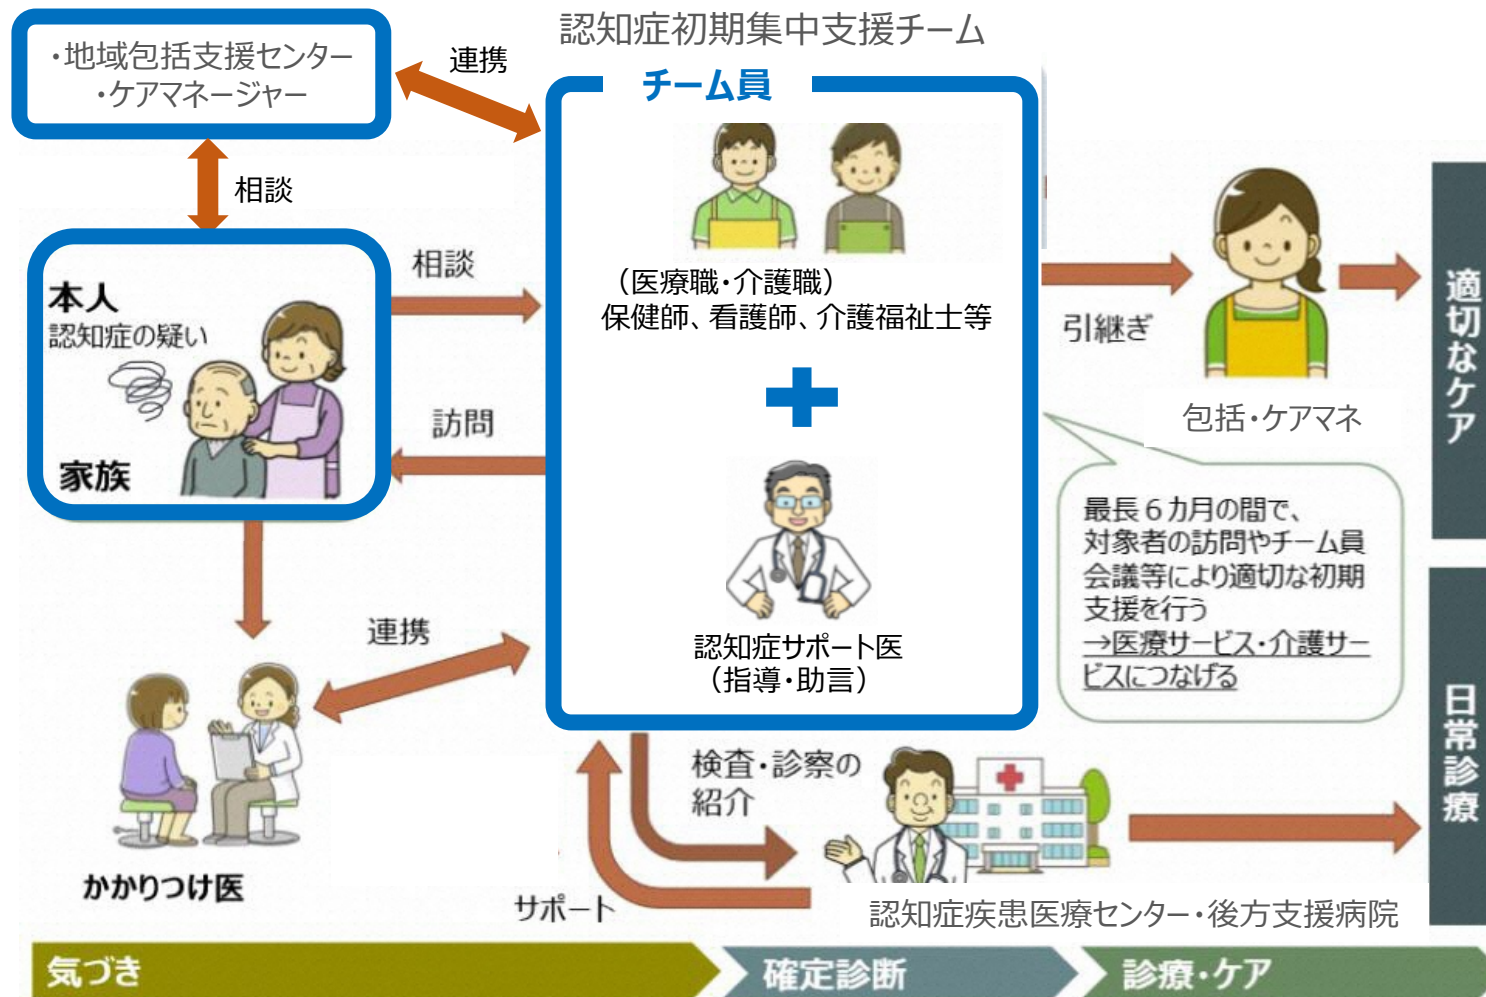 認知症初期集中支援チーム
・地域包括支援センター
・ケアマネージャー
連携
チーム員
相談
本人
認知症の疑い
家族
相談
訪問
（医療職・介護職）
保健師、看護師、介護福祉士等
認知症サポート医
（指導・助言）
引継ぎ
包括・ケアマネ
適切なケア
最長６カ月の間で、
対象者の訪問やチーム員
会議等により適切な初期
支援を行う
→医療サービス・介護サー
ビスにつなげる
連携
かかりつけ医
検査・診察の
紹介
サポート
認知症疾患医療センター・後方支援病院
日常診療
気づき
確定診断
診療・ケア